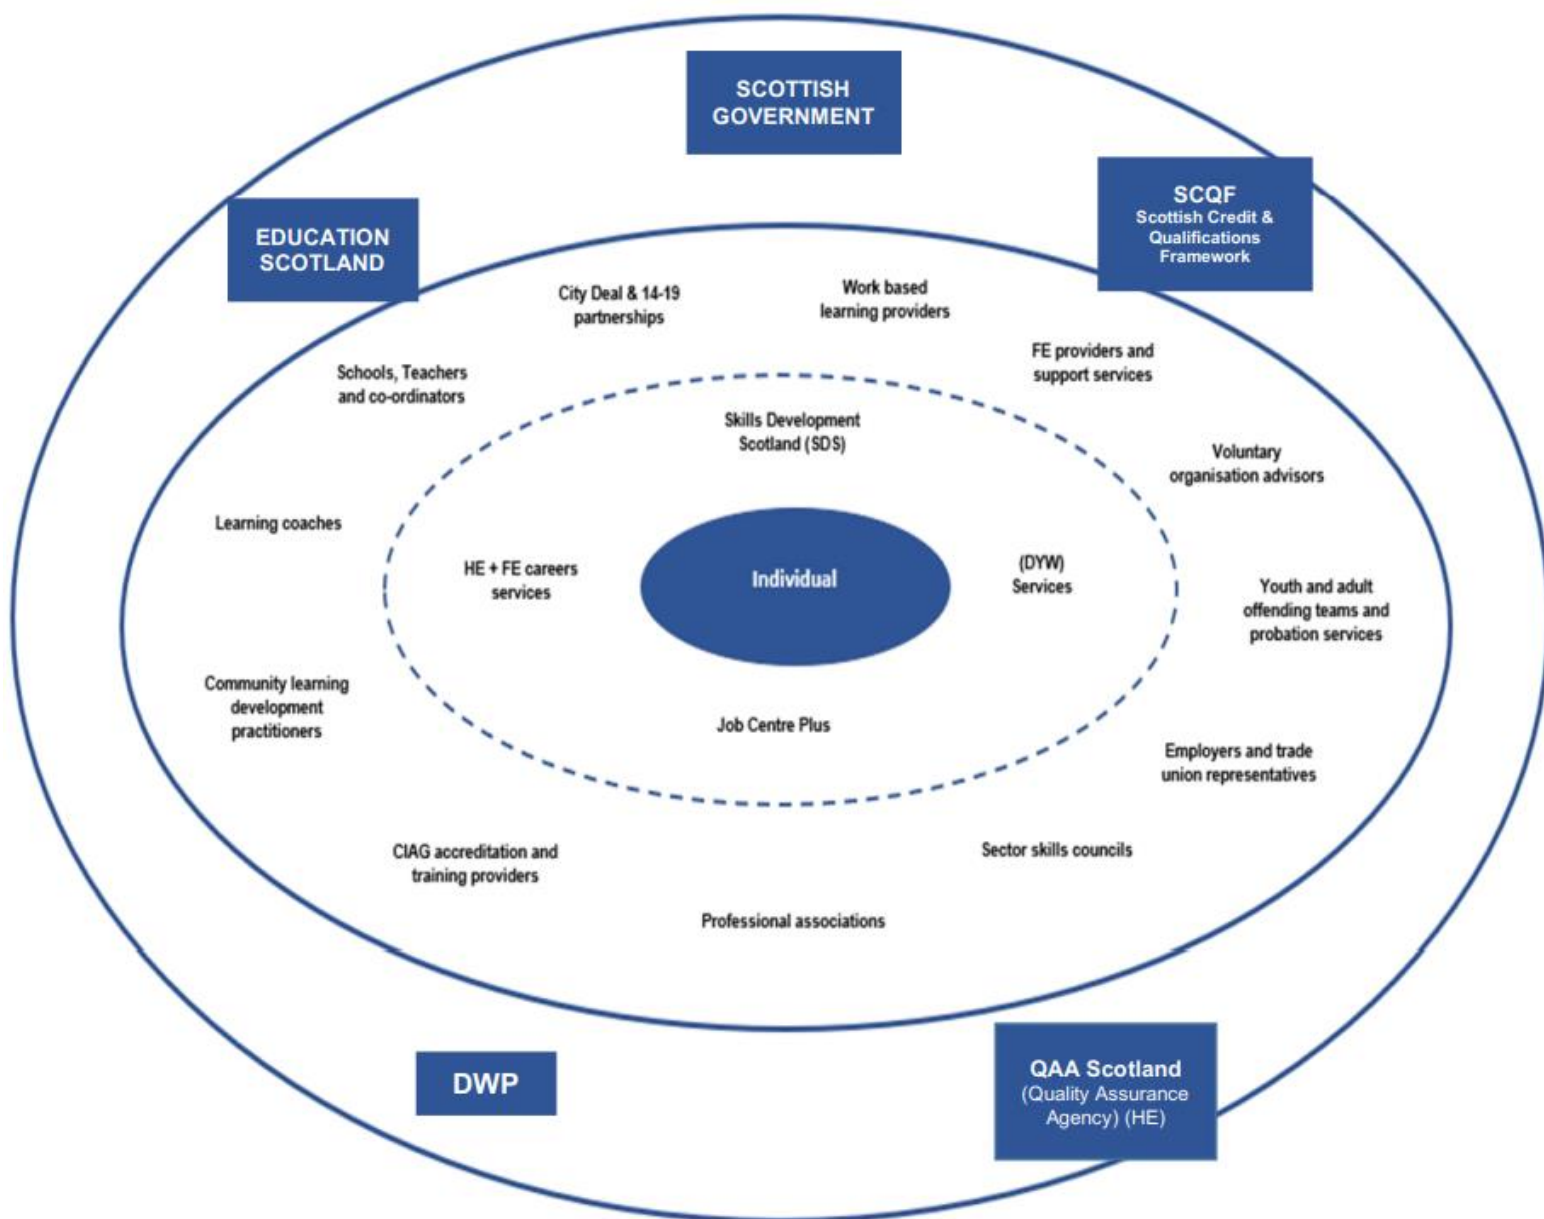 SCOTTISH
GOVERNMENT
SCQF
Scottish Credit &
Qualifications
Framework
EDUCATION
SCOTLAND
City Deal & 14-19
partnerships
Work based
learning providers
FE providers and
support services
Schools, Teachers
and co-ordinators
Skills Development
Scotland (SDS)
Voluntary
organisation advisors
Learning coaches
HE + FE careers
services
Individual
(DYW)
Services
Youth and adult
offending teams and
probation services
Community learning
development
practitioners
Job Centre Plus
Employers and trade
union representatives
CIAG accreditation and
training providers
Sector skills councils
Professional associations
DWP
QAA Scotland
(Quality Assurance
Agency) (HE)